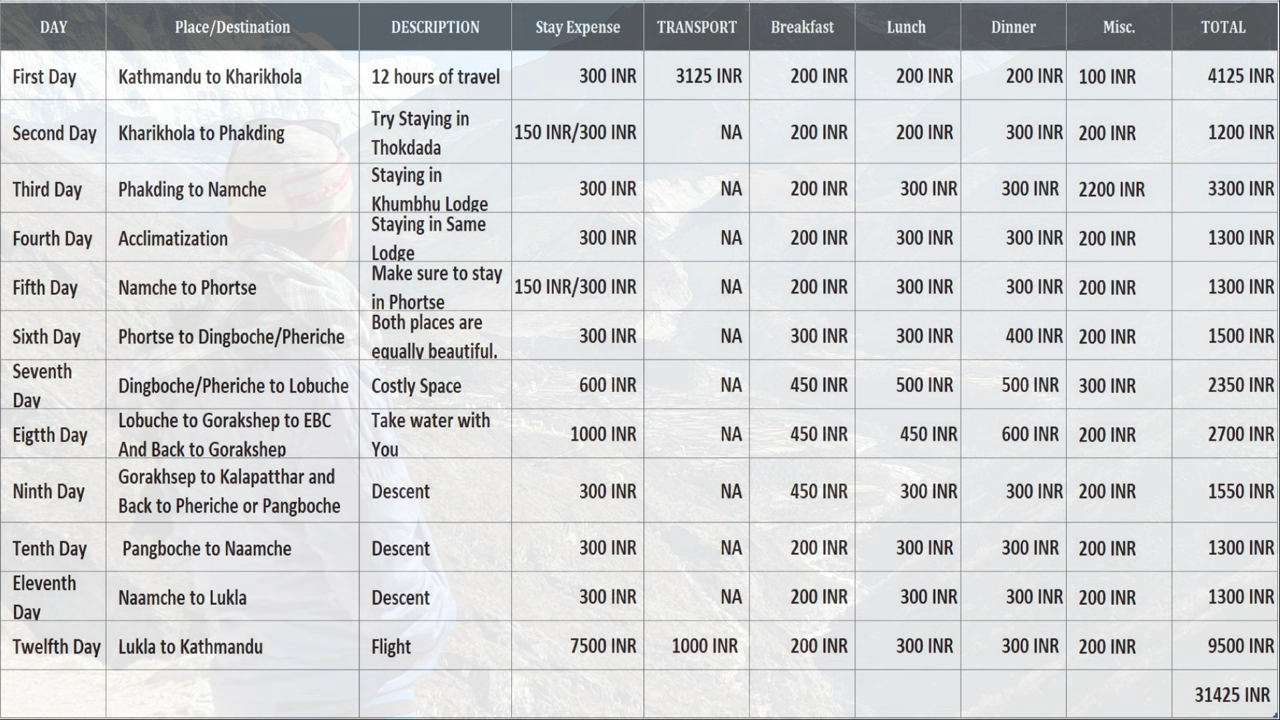 DAY Place/Destination DESCRIPTION Stay Expense TRANSPORT Breakfast Lunch Dinner Misc. TOTAL
First Day Kathmandu to Kharikhola 12 hours of travel 300 INR 3125 INR 200 INR 200 INR 200 INR 100 INR 4125 INR
Second Day Kharikhola to Phakding Try Staying in
Thokdada 150 INR/300 INR NA 200 INR 200 INR 300 INR 200 INR 1200 INR
Third Day Phakding to Namche Staying in
Khumbhu Lodge 300 INR NA 200 INR 300 INR 300 INR 2200 INR 3300 INR
Fourth Day Acclimatization Staying in Same
Lodge 300 INR NA 200 INR 300 INR 300 INR 200 INR 1300 INR
Fifth Day Namche to Phortse Make sure to stay
in Phortse 150 INR/300 INR NA 200 INR 300 INR 300 INR 200 INR 1300 INR
Sixth Day Phortse to Dingboche/Pheriche Both places are
equally beautiful. 300 INR NA 300 INR 300 INR 400 INR 200 INR 1500 INR
Seventh
Day Dingboche/Pheriche to Lobuche Costly Space 600 INR NA 450 INR 500 INR 500 INR 300 INR 2350 INR
Eigtth Day Lobuche to Gorakshep to EBC
And Back to Gorakshep Take water with
You 1000 INR NA 450 INR 450 INR 600 INR 200 INR 2700 INR
Ninth Day Gorakhsep to Kalapatthar and
Back to Pheriche or Pangboche Descent 300 INR NA 450 INR 300 INR 300 INR 200 INR 1550 INR
Tenth Day Pangboche to Naamche Descent 300 INR NA 200 INR 300 INR 300 INR 200 INR 1300 INR
Eleventh
Day Naamche to Lukla Descent 300 INR NA 200 INR 300 INR 300 INR 200 INR 1300 INR
Twelfth Day Lukla to Kathmandu Flight 7500 INR 1000 INR 200 INR 300 INR 300 INR 200 INR 9500 INR
31425 INR